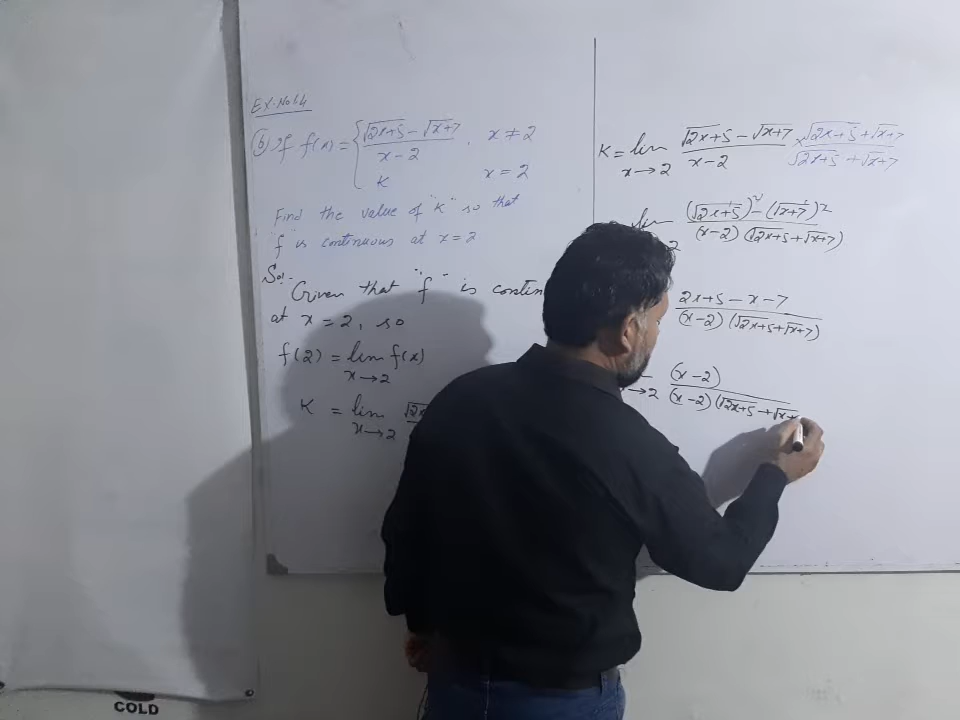 Ex. No 1.4
(6) If f(x) = { (√2x+5 − √x+7)/(x − 2) , x ≠ 2
K x = 2
Find the value of "K" so that
f is continuous at x = 2
Sol.
Given that "f" is contin
at x = 2, so
f(2) = lim f(x)
x→2
K = lim √2x
x→2
K = lim (√2x+5 − √x+7)/(x−2) × (√2x+5 + √x+7)/(√2x+5 + √x+7)
x→2
((√2x+5)² − (√x+7)²)/((x−2)(√2x+5 + √x+7))
2
(2x+5 − x − 7)/((x−2)(√2x+5 + √x+7))
(x−2)/((x−2)(√2x+5 + √x+
x→2
COLD